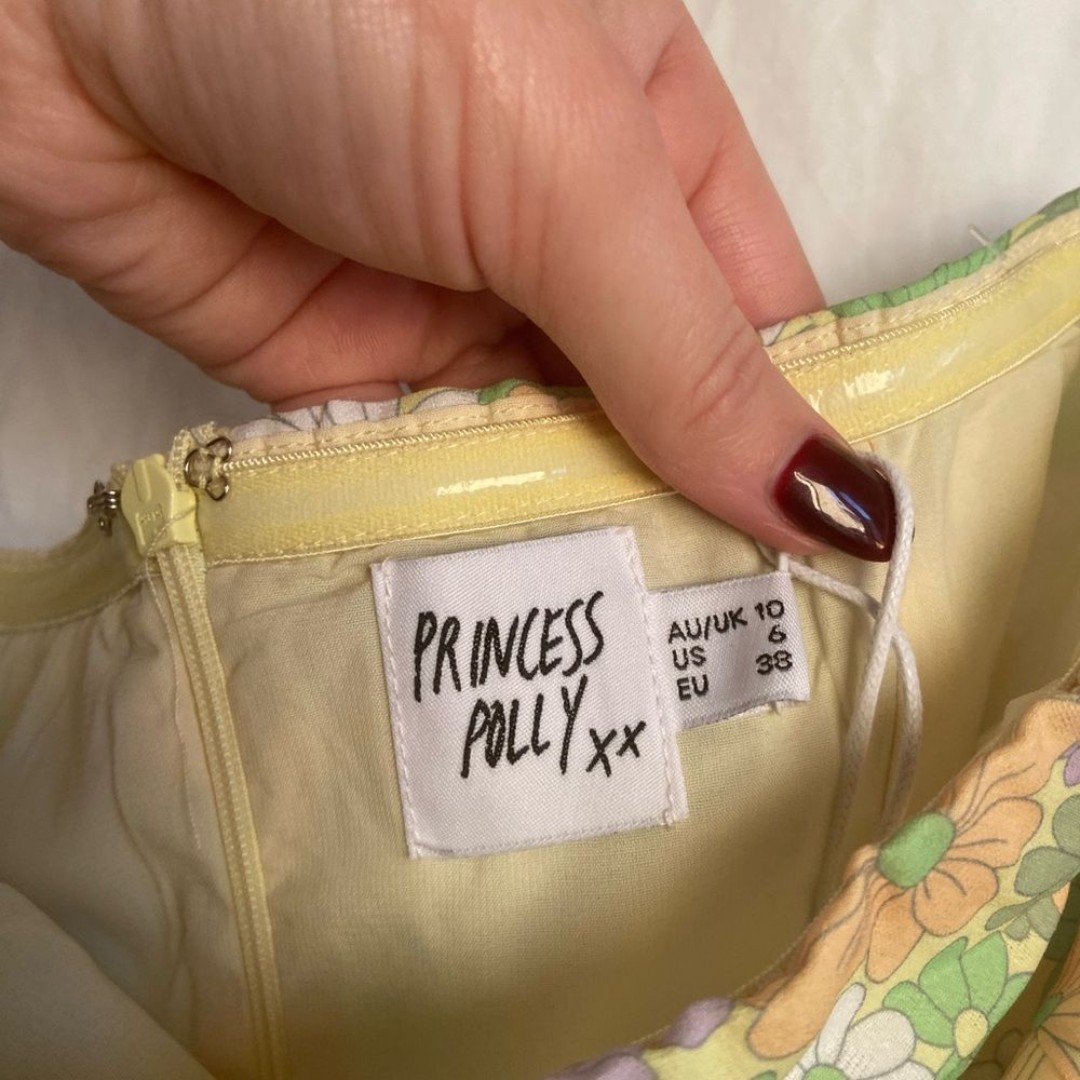 PRINCESS
POLLY xx
AU/UK 10
US 6
EU 38